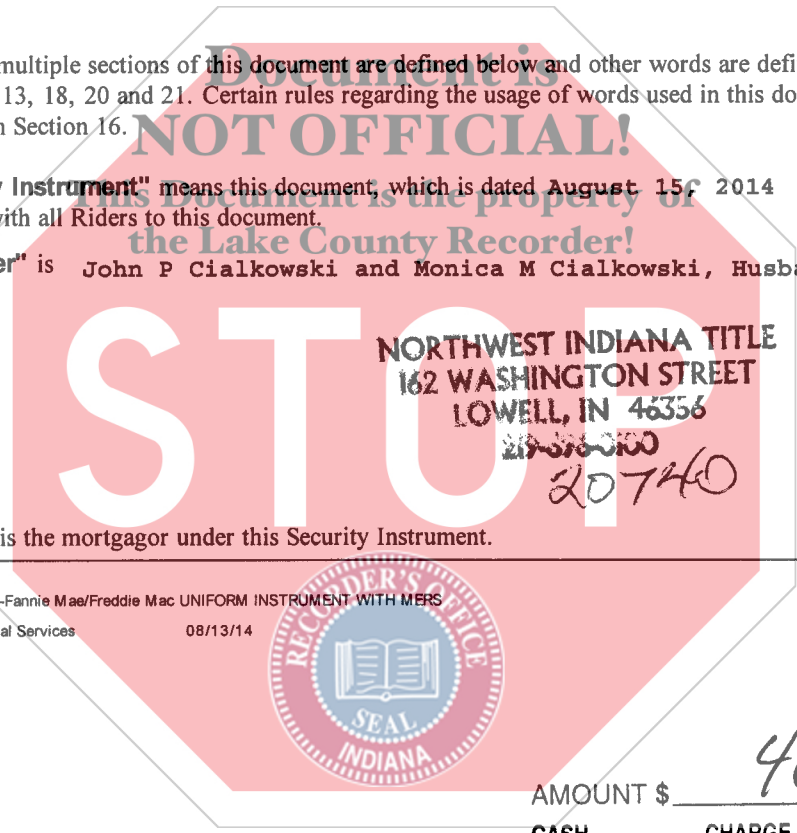 Document is
multiple sections of this document are defined below and other words are defi
13, 18, 20 and 21. Certain rules regarding the usage of words used in this do
n Section 16.
NOT OFFICIAL!
y Instrument" means this document, which is dated August 15, 2014
This Document is the property of
with all Riders to this document.
the Lake County Recorder!
er" is John P Cialkowski and Monica M Cialkowski, Husba
STOP
NORTHWEST INDIANA TITLE
162 WASHINGTON STREET
LOWELL, IN 46356
20740
is the mortgagor under this Security Instrument.
-Fannie Mae/Freddie Mac UNIFORM INSTRUMENT WITH MERS
al Services 08/13/14
RECORDER'S OFFICE
SEAL
INDIANA
AMOUNT $
CASH CHARGE